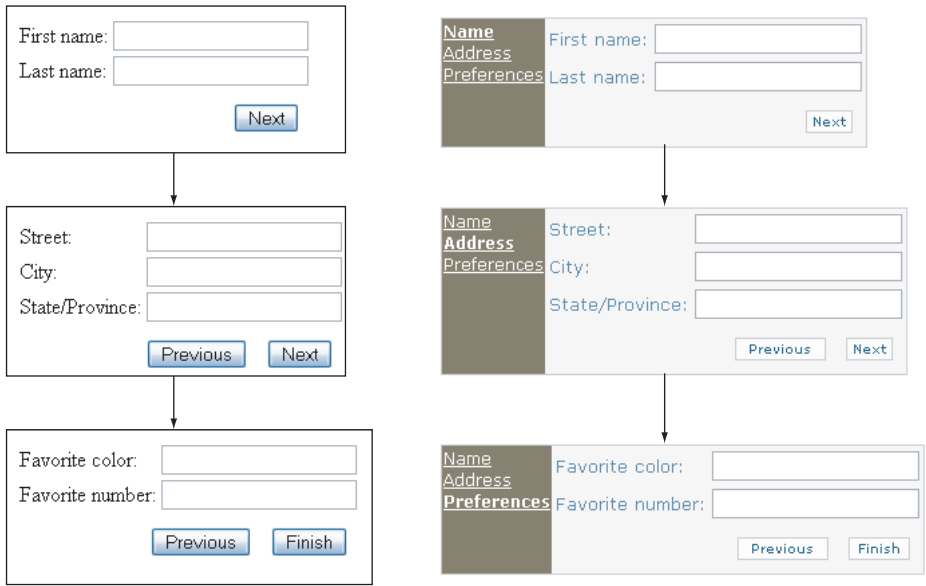 First name:
Last name:
Next
Street:
City:
State/Province:
Previous Next
Favorite color:
Favorite number:
Previous Finish
Name
Address
Preferences
First name:
Last name:
Next
Name
Address
Preferences
Street:
City:
State/Province:
Previous Next
Name
Address
Preferences
Favorite color:
Favorite number:
Previous Finish